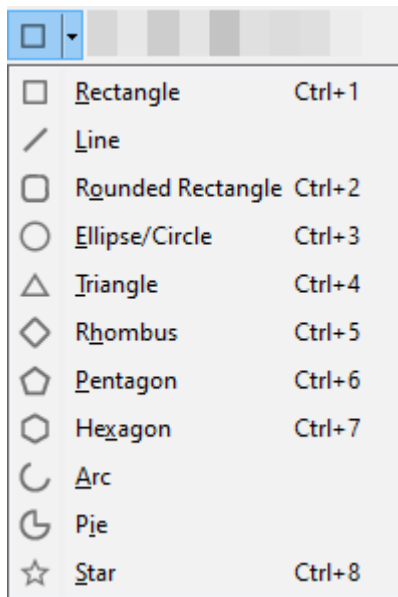 Rectangle Ctrl+1
Line
Rounded Rectangle Ctrl+2
Ellipse/Circle Ctrl+3
Triangle Ctrl+4
Rhombus Ctrl+5
Pentagon Ctrl+6
Hexagon Ctrl+7
Arc
Pie
Star Ctrl+8